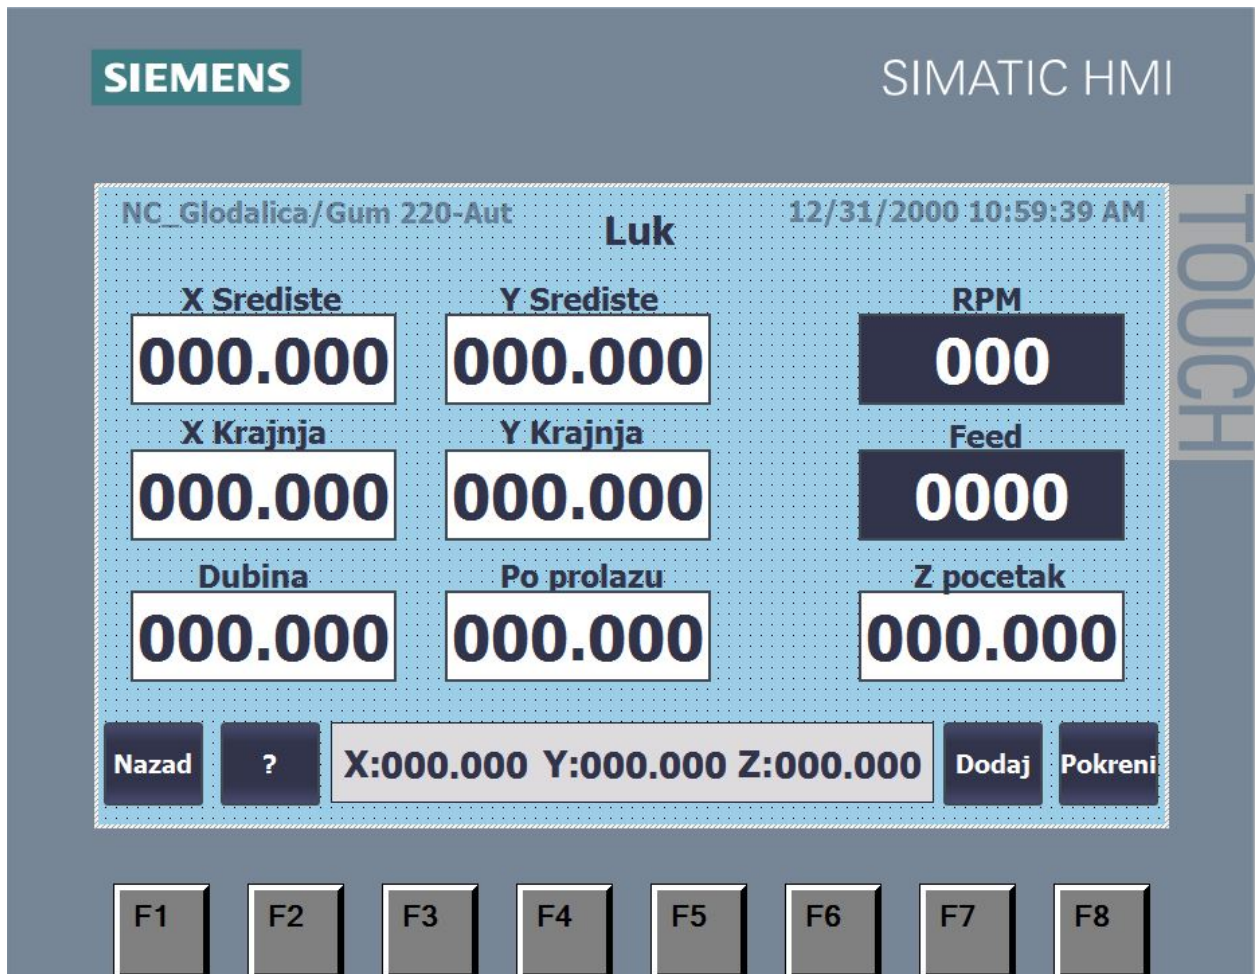 SIEMENS
SIMATIC HMI
TOUCH
NC_Glodalica/Gum 220-Aut
12/31/2000 10:59:39 AM
Luk
X Srediste
Y Srediste
RPM
000.000
000.000
000
X Krajnja
Y Krajnja
Feed
000.000
000.000
0000
Dubina
Po prolazu
Z pocetak
000.000
000.000
000.000
Nazad
?
X:000.000 Y:000.000 Z:000.000
Dodaj
Pokreni
F1
F2
F3
F4
F5
F6
F7
F8